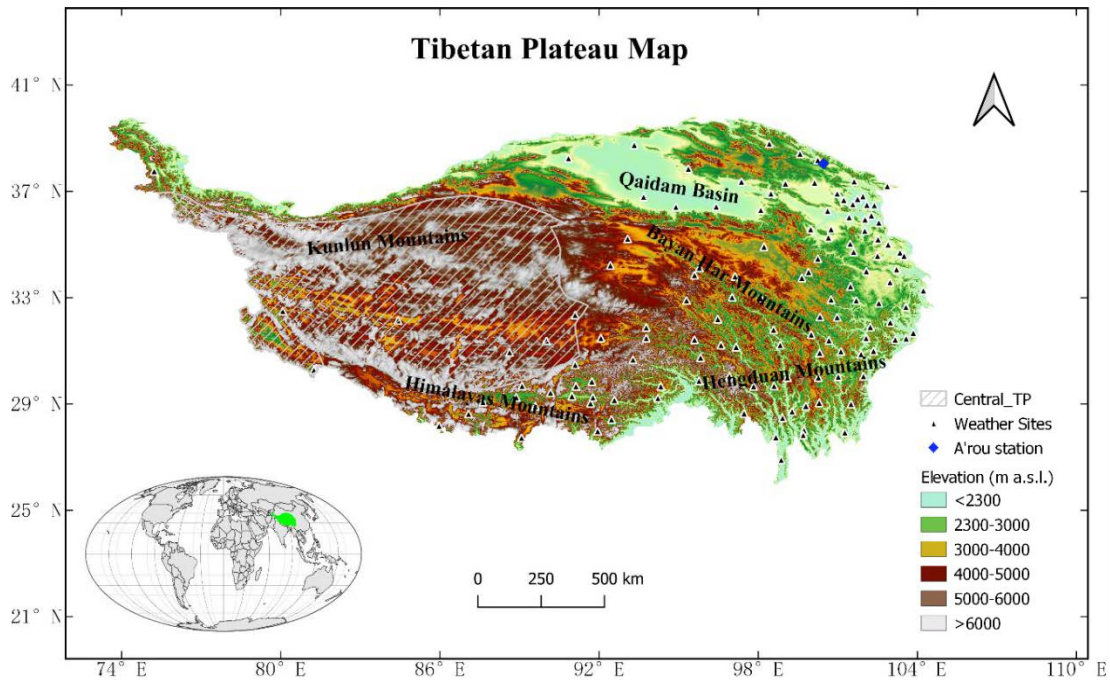 Tibetan Plateau Map
41° N
37° N
33° N
29° N
25° N
21° N
Qaidam Basin
Kunlun Mountains
Bayan Har Mountains
Himalayas Mountains
Hengduan Mountains
Central_TP
Weather Sites
A'rou station
Elevation (m a.s.l.)
<2300
2300-3000
3000-4000
4000-5000
5000-6000
>6000
0 250 500 km
74° E 80° E 86° E 92° E 98° E 104° E 110° E